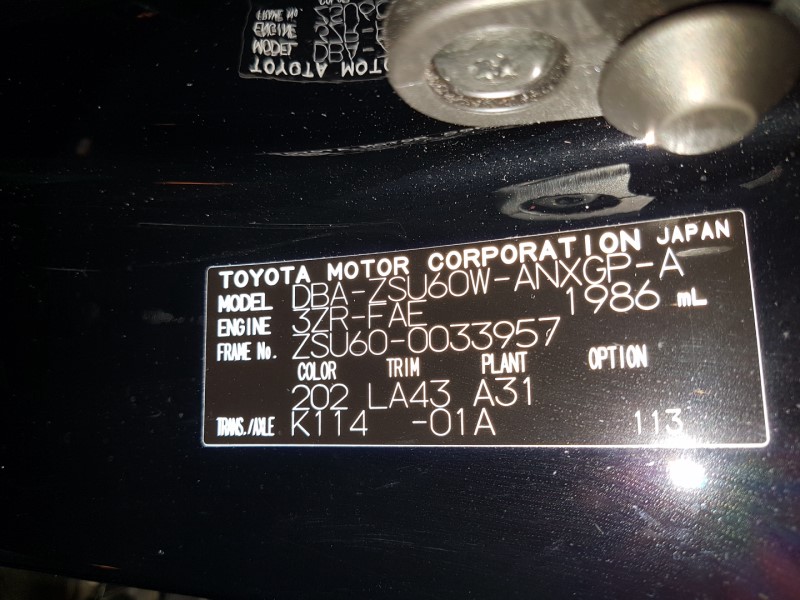 TOYOTA MOTOR CORPORATION JAPAN
MODEL DBA-ZSU60W-ANXGP-A
ENGINE 3ZR-FAE 1986 mL
FRAME No. ZSU60-0033957
COLOR TRIM PLANT OPTION
202 LA43 A31
TRANS./AXLE K114 -01A 113